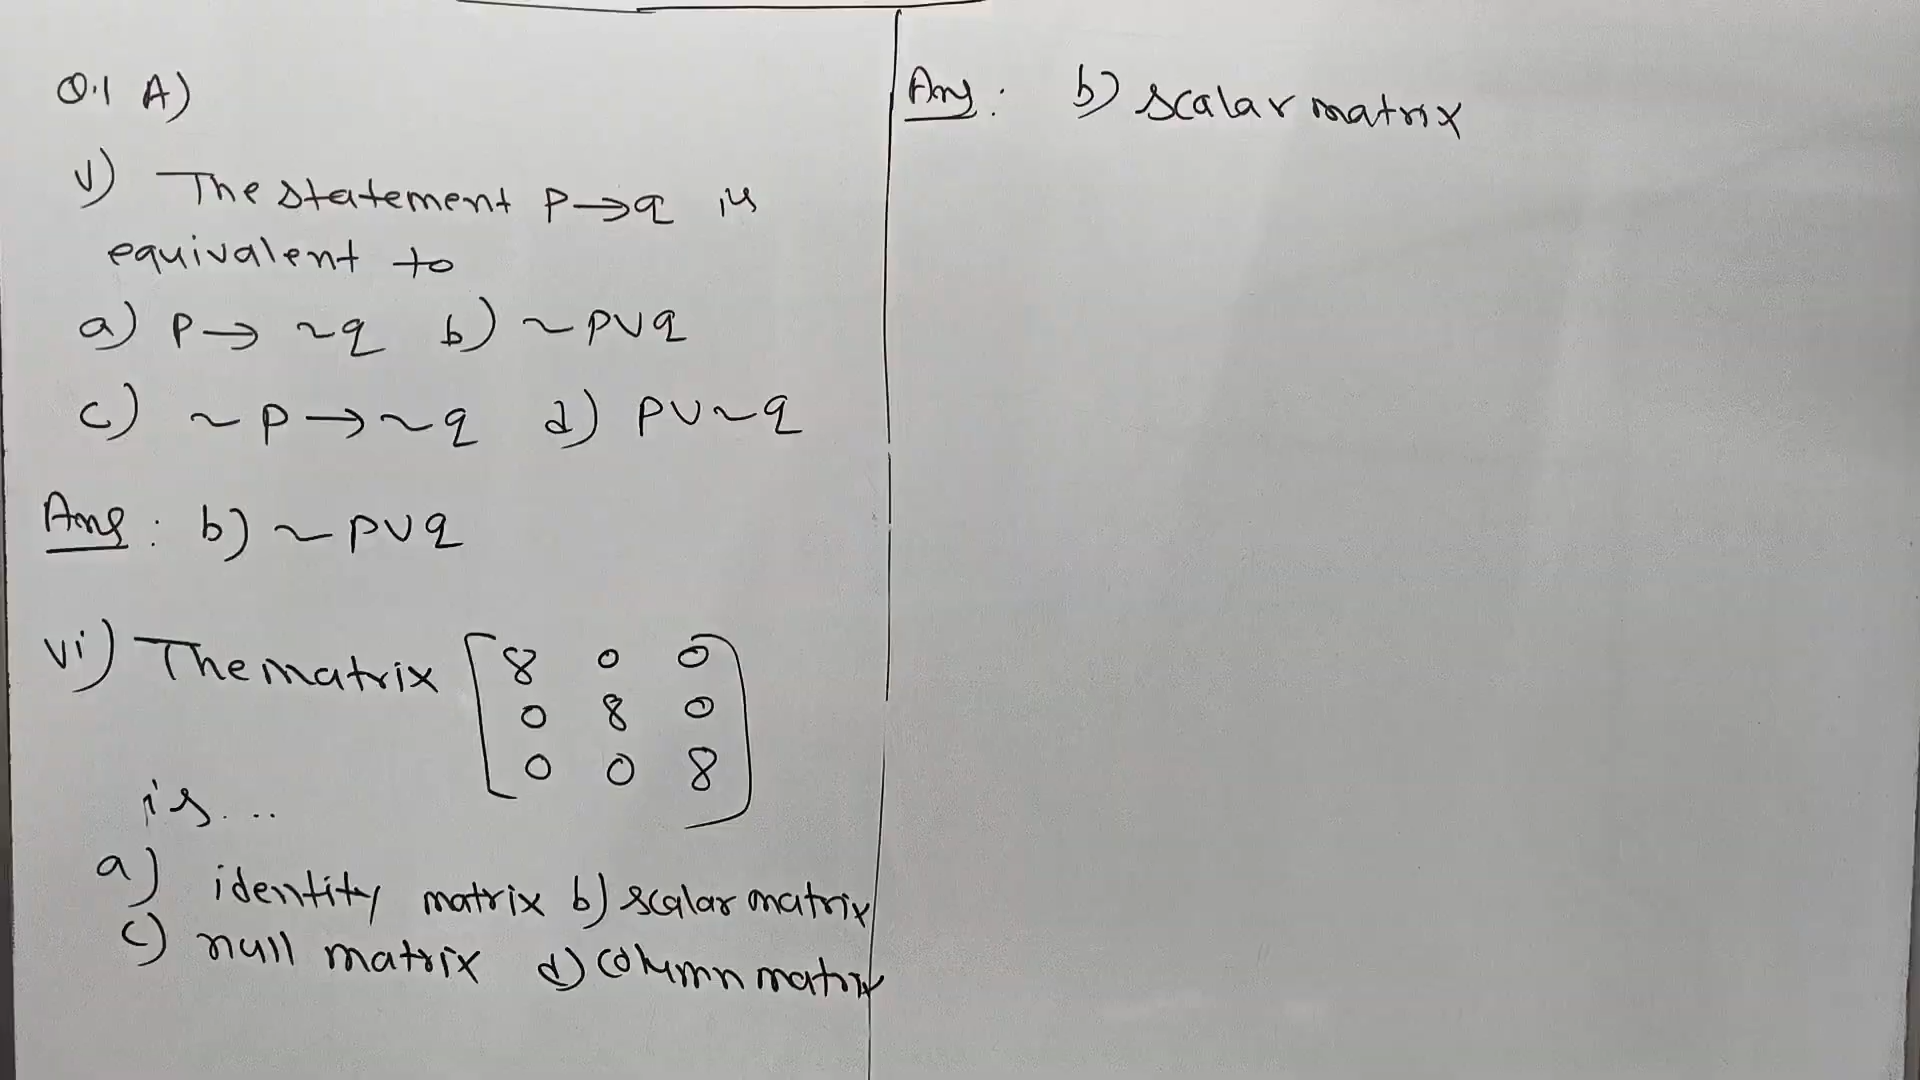 Q.1 A)
v) The statement p→q is
equivalent to
a) p→ ~q b) ~p∨q
c) ~p→~q d) p∨~q
Ans : b) ~p∨q
vi) The matrix [8 0 0
0 8 0
0 0 8]
is...
a) identity matrix b) scalar matrix
c) null matrix d) column matrix
Ans : b) scalar matrix